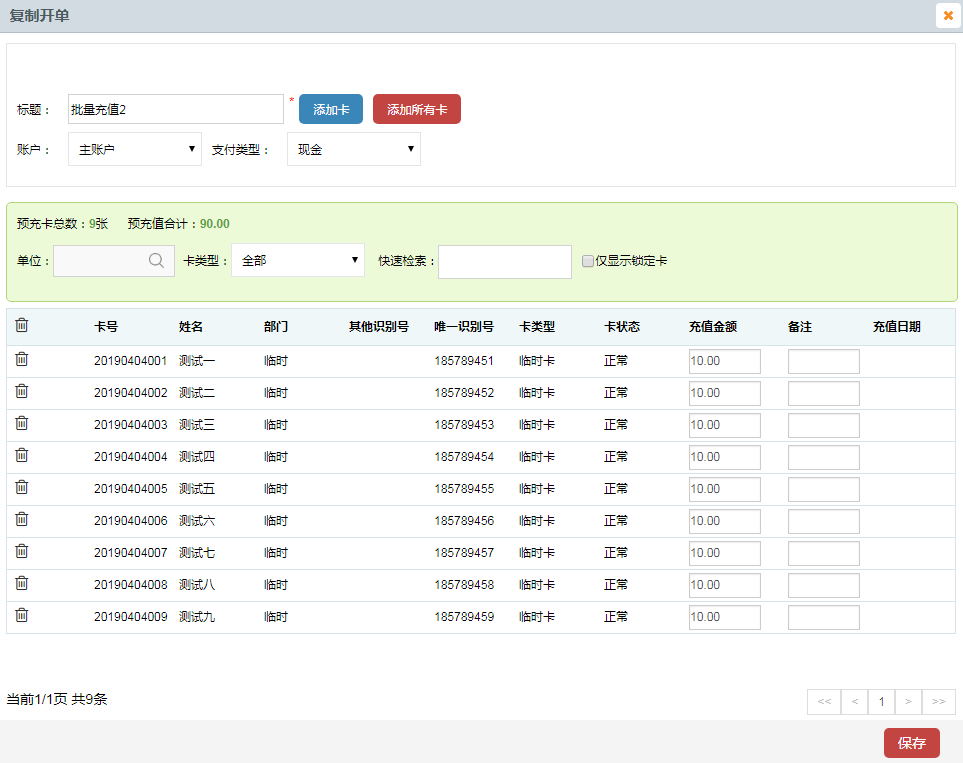 复制开单
标题： 批量充值2 * 添加卡 添加所有卡
账户： 主账户 支付类型： 现金
预充卡总数：9张 预充值合计：90.00
单位： 卡类型： 全部 快速检索： 仅显示锁定卡
卡号 姓名 部门 其他识别号 唯一识别号 卡类型 卡状态 充值金额 备注 充值日期
20190404001 测试一 临时 185789451 临时卡 正常 10.00
20190404002 测试二 临时 185789452 临时卡 正常 10.00
20190404003 测试三 临时 185789453 临时卡 正常 10.00
20190404004 测试四 临时 185789454 临时卡 正常 10.00
20190404005 测试五 临时 185789455 临时卡 正常 10.00
20190404006 测试六 临时 185789456 临时卡 正常 10.00
20190404007 测试七 临时 185789457 临时卡 正常 10.00
20190404008 测试八 临时 185789458 临时卡 正常 10.00
20190404009 测试九 临时 185789459 临时卡 正常 10.00
当前1/1页 共9条 << < 1 > >>
保存